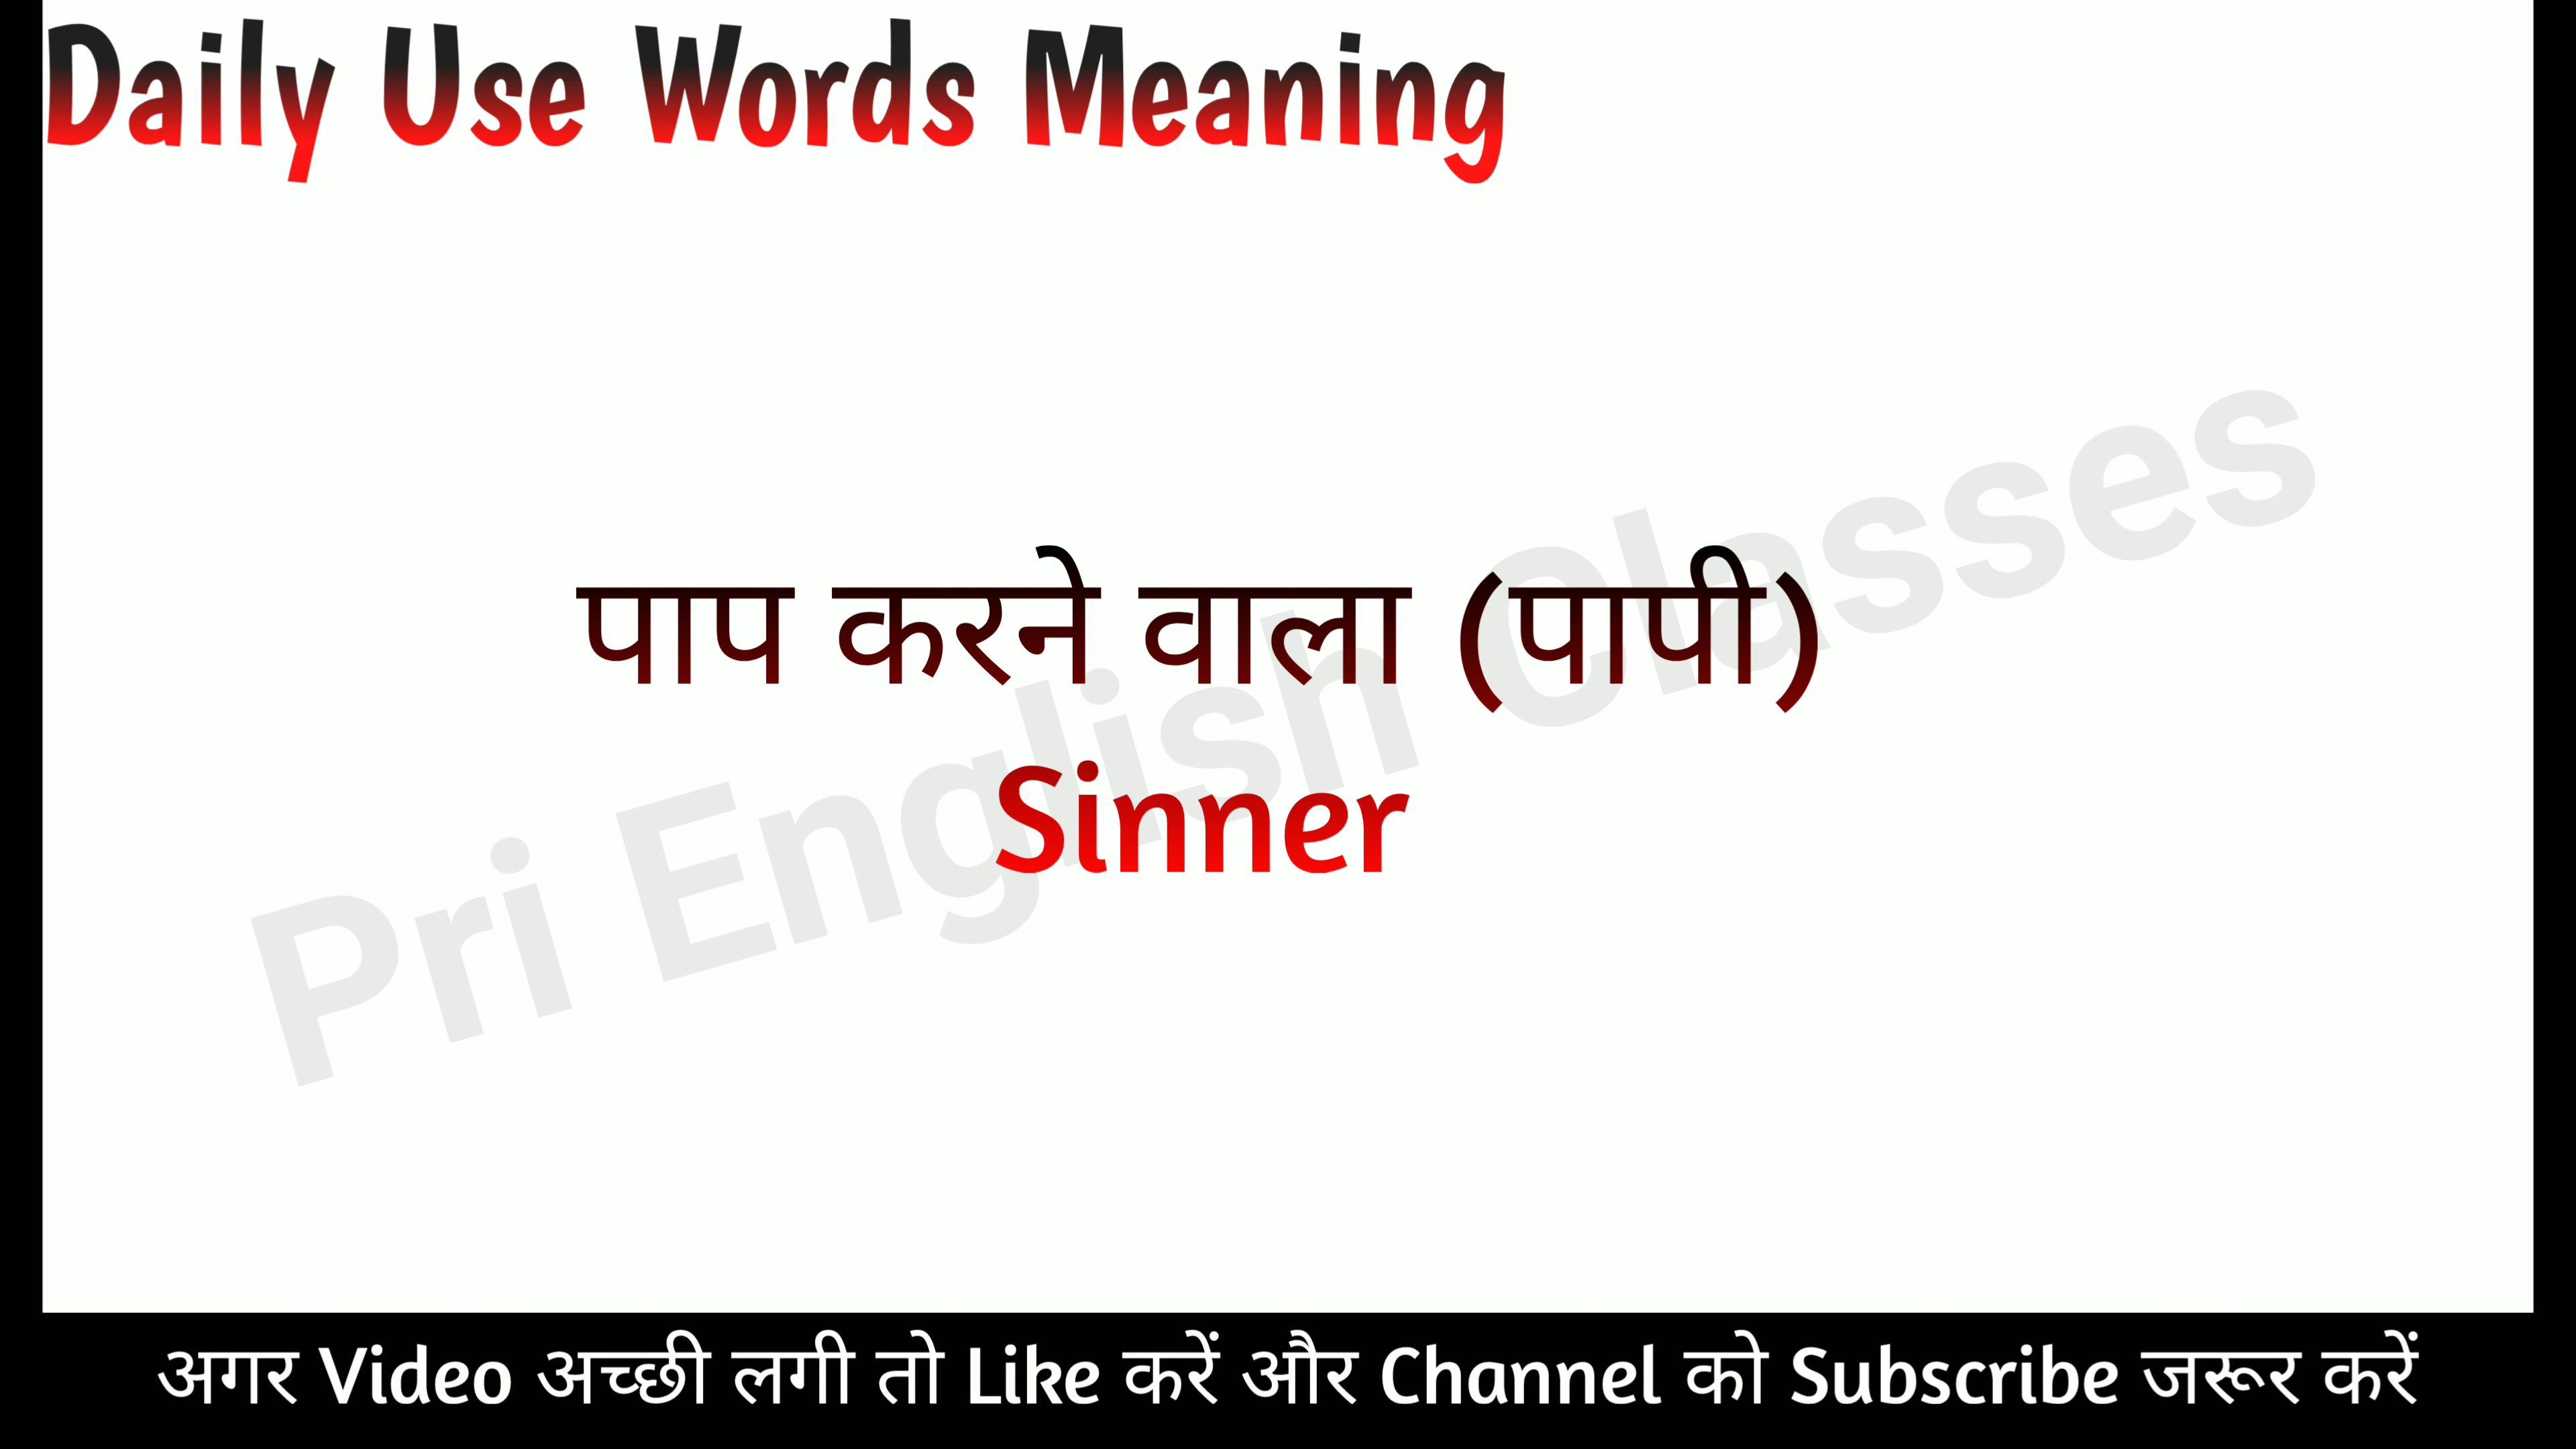 Daily Use Words Meaning
पाप करने वाला (पापी)
Sinner
Pri English Classes
अगर Video अच्छी लगी तो Like करें और Channel को Subscribe जरूर करें